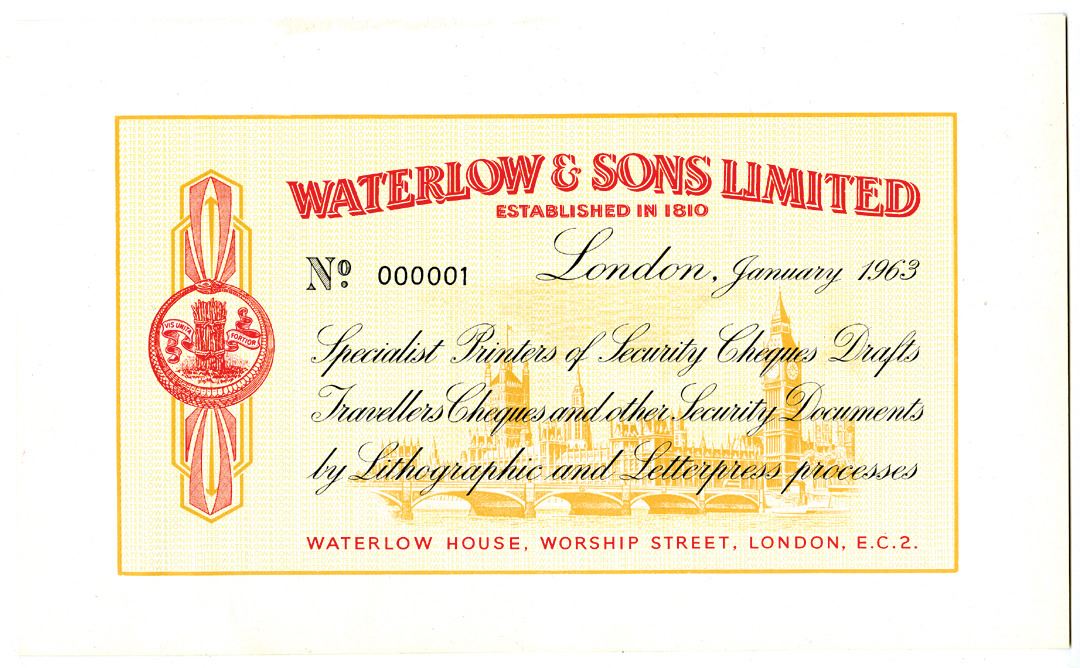 WATERLOW & SONS LIMITED
ESTABLISHED IN 1810
London, January 1963
No. 000001
VIS UNITA FORTIOR
Specialist Printers of Security Cheques Drafts
Travellers Cheques and other Security Documents
by Lithographic and Letterpress processes
WATERLOW HOUSE, WORSHIP STREET, LONDON, E.C.2.